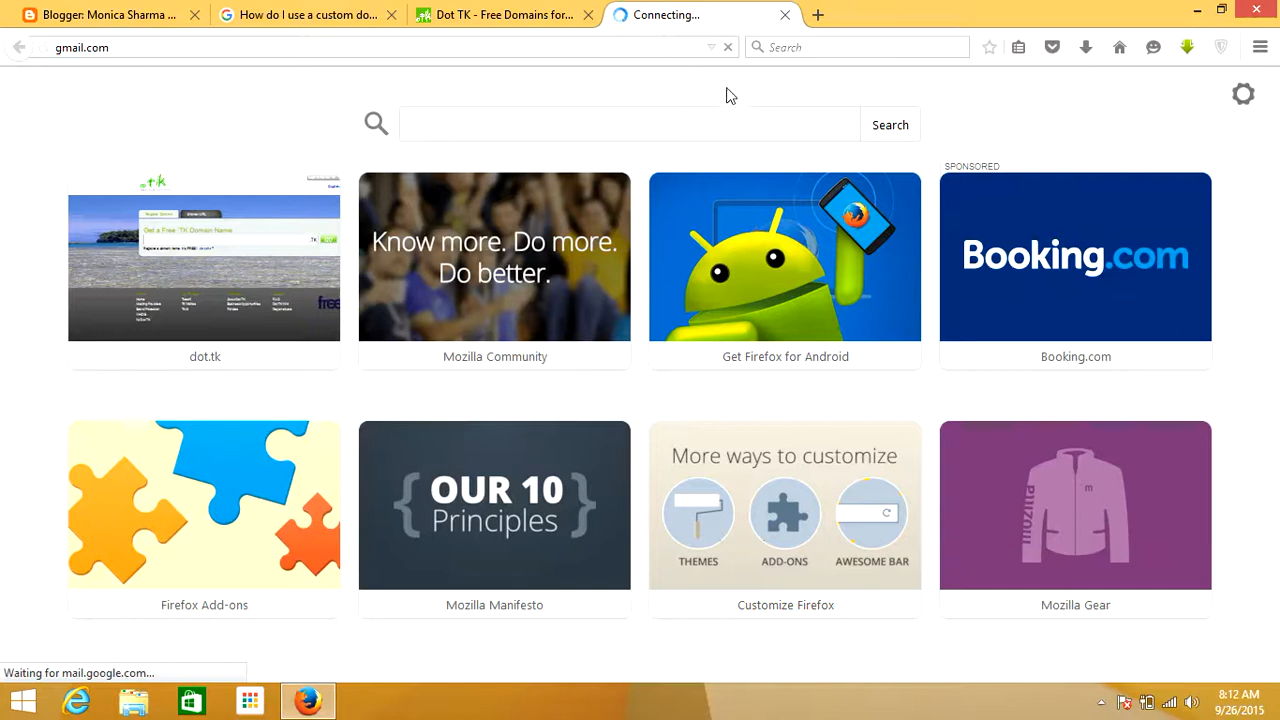 Blogger: Monica Sharma ...
How do I use a custom do...
Dot TK - Free Domains for...
Connecting...
gmail.com
Search
Search
SPONSORED
Get a Free .TK Domain Name
.TK
free
Know more. Do more.
Do better.
Booking.com
dot.tk
Mozilla Community
Get Firefox for Android
Booking.com
{ OUR 10
Principles }
More ways to customize
THEMES
ADD-ONS
AWESOME BAR
mozilla
m
Firefox Add-ons
Mozilla Manifesto
Customize Firefox
Mozilla Gear
Waiting for mail.google.com...
8:12 AM
9/26/2015